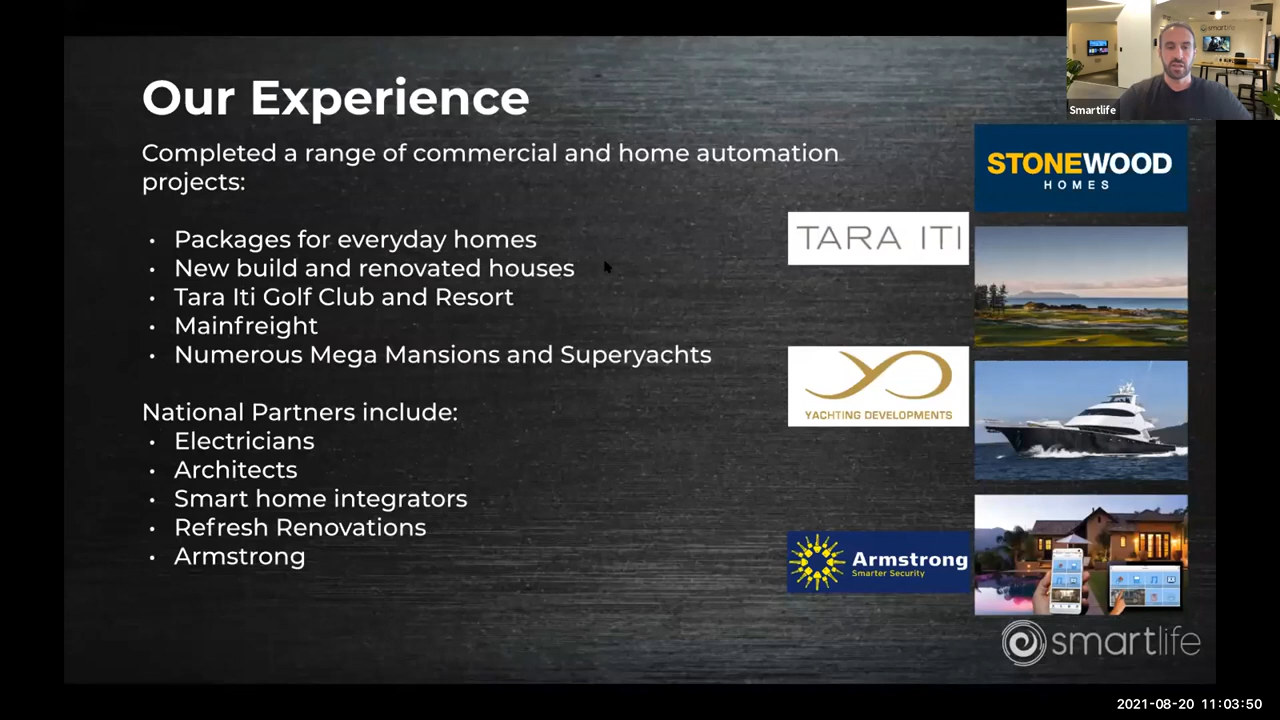 Our Experience
Completed a range of commercial and home automation
projects:
• Packages for everyday homes
• New build and renovated houses
• Tara Iti Golf Club and Resort
• Mainfreight
• Numerous Mega Mansions and Superyachts
National Partners include:
• Electricians
• Architects
• Smart home integrators
• Refresh Renovations
• Armstrong
smartlife
Smartlife
STONEWOOD
HOMES
TARA ITI
YACHTING DEVELOPMENTS
Armstrong
Smarter Security
smartlife
2021-08-20 11:03:50